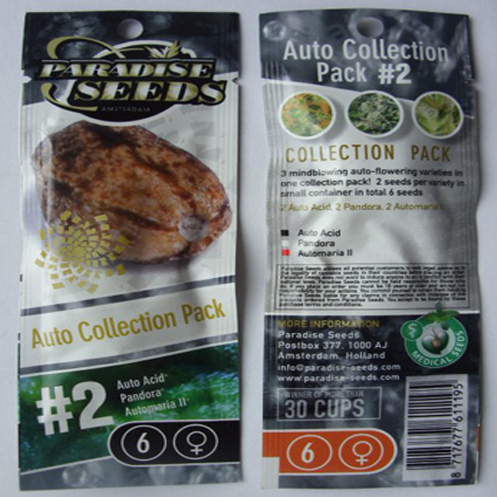 PARADISE
SEEDS
AMSTERDAM
Auto Collection Pack
#2
Auto Acid
Pandora
Automaria II
6
Auto Collection
Pack #2
COLLECTION PACK
3 mindblowing auto-flowering varieties in
one collection pack! 2 seeds per variety in
small container in total 6 seeds
2 Auto Acid, 2 Pandora, 2 Automaria
Auto Acid
Pandora
Automaria II
MORE INFORMATION
Paradise Seeds
Postbox 377, 1000 AJ
Amsterdam, Holland
info@paradise-seeds.com
www.paradise-seeds.com
MEDICAL SEEDS
WINNER OF MORE THAN
30 CUPS
6
8 717677 611195